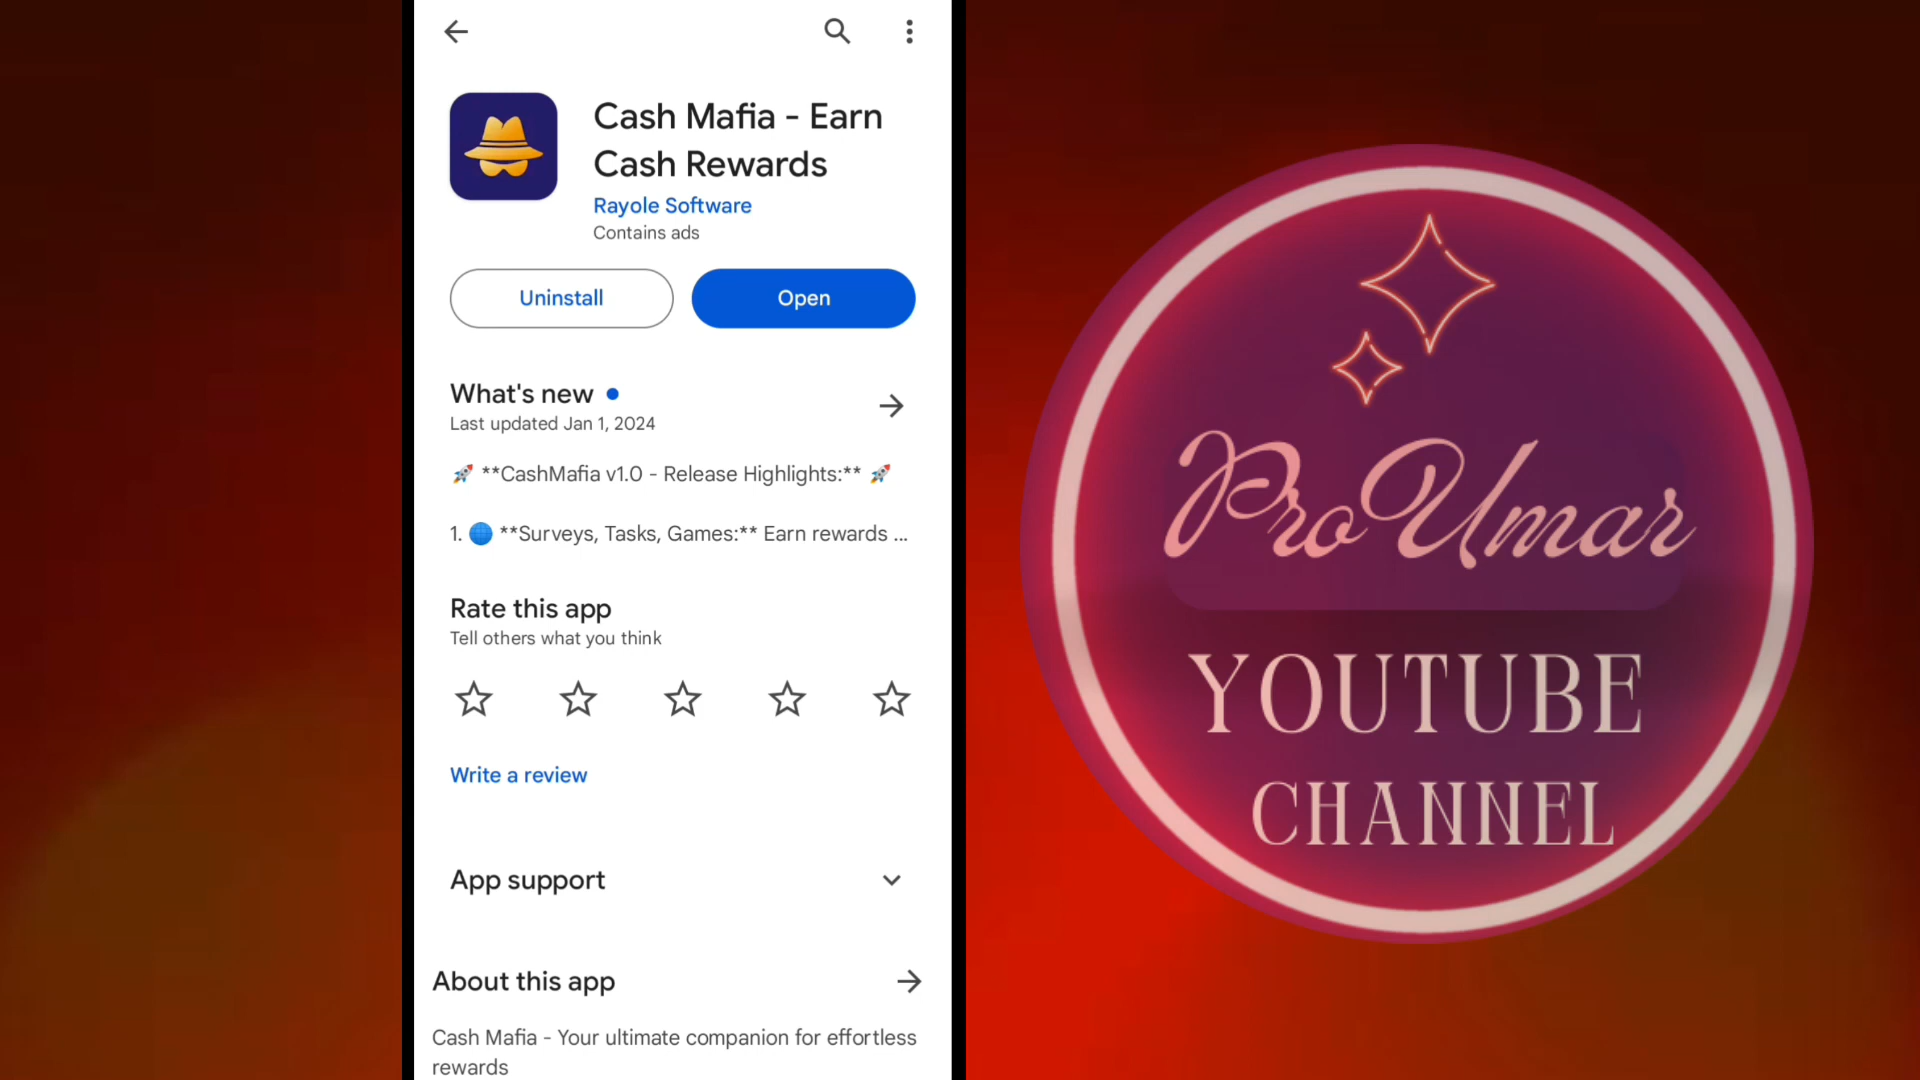 Cash Mafia - Earn
Cash Rewards
Rayole Software
Contains ads
Uninstall
Open
What's new
Last updated Jan 1, 2024
🚀 **CashMafia v1.0 - Release Highlights:** 🚀
1. 🌐 **Surveys, Tasks, Games:** Earn rewards ...
Rate this app
Tell others what you think
Write a review
App support
About this app
Cash Mafia - Your ultimate companion for effortless
rewards
Pro Umar
YOUTUBE
CHANNEL